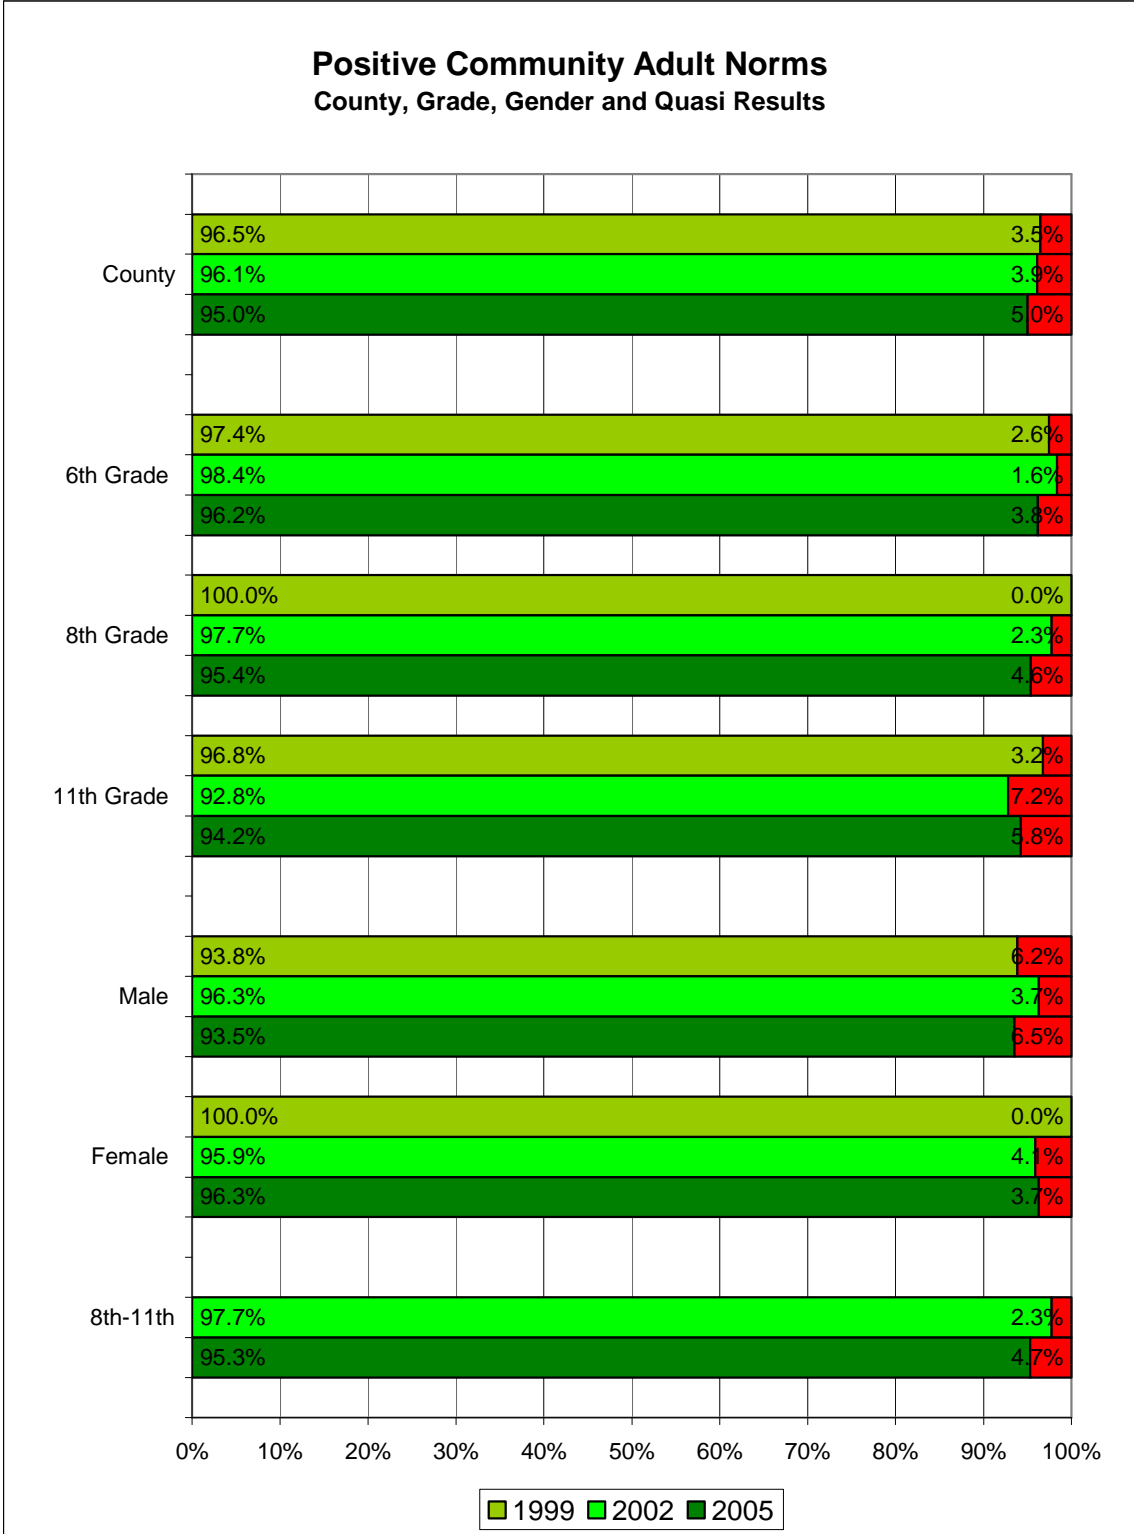 Positive Community Adult Norms
County, Grade, Gender and Quasi Results
96.5% 3.5%
County 96.1% 3.9%
95.0% 5.0%
97.4% 2.6%
6th Grade 98.4% 1.6%
96.2% 3.8%
100.0% 0.0%
8th Grade 97.7% 2.3%
95.4% 4.6%
96.8% 3.2%
11th Grade 92.8% 7.2%
94.2% 5.8%
93.8% 6.2%
Male 96.3% 3.7%
93.5% 6.5%
100.0% 0.0%
Female 95.9% 4.1%
96.3% 3.7%
8th-11th 97.7% 2.3%
95.3% 4.7%
0% 10% 20% 30% 40% 50% 60% 70% 80% 90% 100%
1999 2002 2005